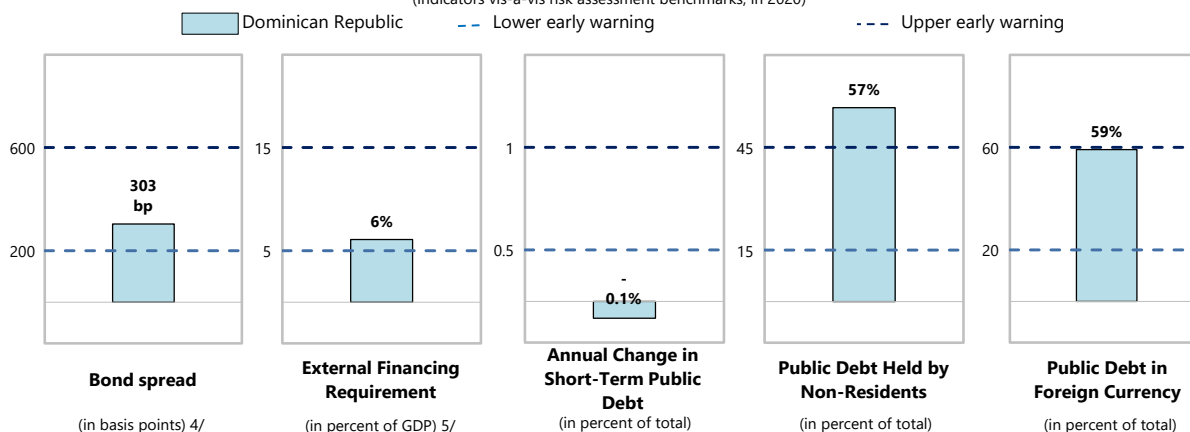 (Indicators vis-à-vis risk assessment benchmarks, in 2020)
Dominican Republic
Lower early warning
Upper early warning
600
200
303
bp
Bond spread
(in basis points) 4/
15
5
6%
External Financing
Requirement
(in percent of GDP) 5/
1
0.5
-
0.1%
Annual Change in
Short-Term Public
Debt
(in percent of total)
45
15
57%
Public Debt Held by
Non-Residents
(in percent of total)
60
20
59%
Public Debt in
Foreign Currency
(in percent of total)